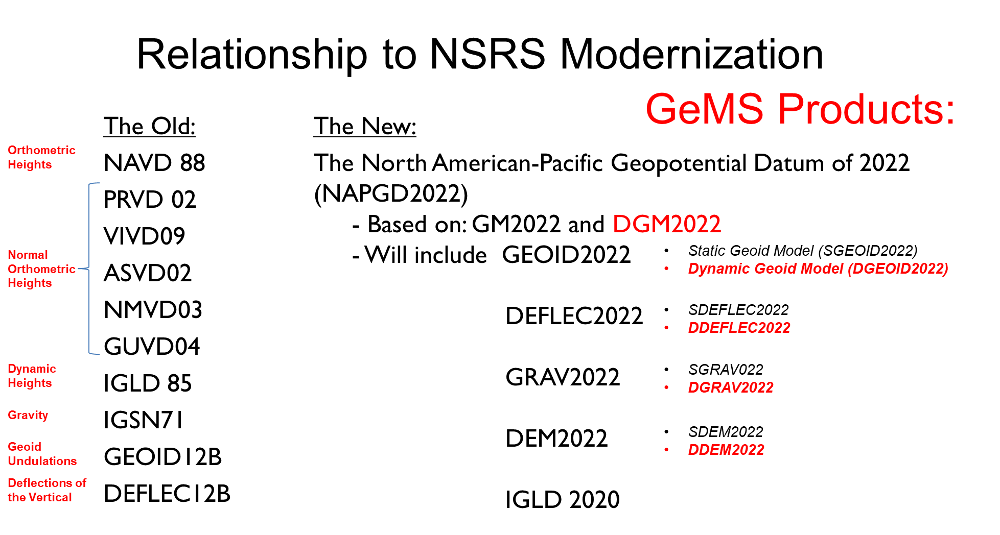 Relationship to NSRS Modernization
GeMS Products:
The Old:
Orthometric
Heights
NAVD 88
PRVD 02
VIVD09
Normal
Orthometric
Heights
ASVD02
NMVD03
GUVD04
Dynamic
Heights
IGLD 85
Gravity
IGSN71
Geoid
Undulations
GEOID12B
Deflections of
the Vertical
DEFLEC12B
The New:
The North American-Pacific Geopotential Datum of 2022
(NAPGD2022)
- Based on: GM2022 and DGM2022
- Will include GEOID2022
• Static Geoid Model (SGEOID2022)
• Dynamic Geoid Model (DGEOID2022)
DEFLEC2022
• SDEFLEC2022
• DDEFLEC2022
GRAV2022
• SGRAV022
• DGRAV2022
DEM2022
• SDEM2022
• DDEM2022
IGLD 2020